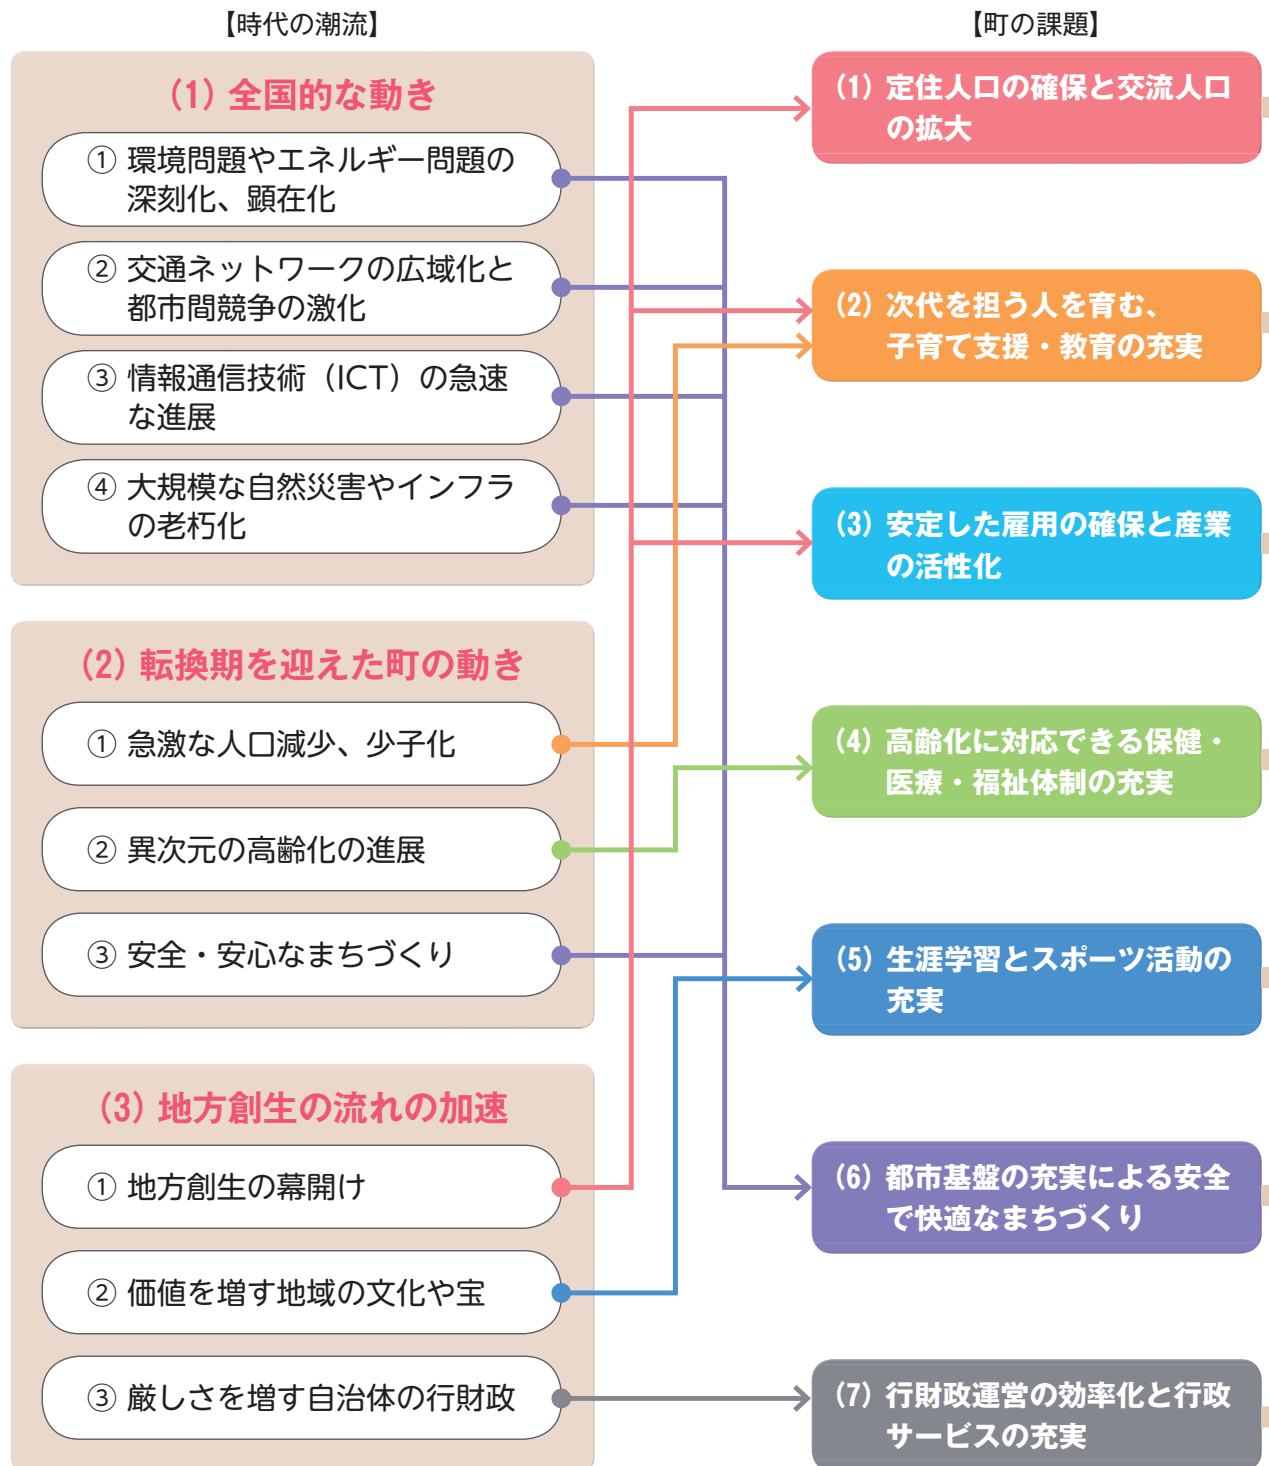 【時代の潮流】
(1) 全国的な動き
① 環境問題やエネルギー問題の
深刻化、顕在化
② 交通ネットワークの広域化と
都市間競争の激化
③ 情報通信技術（ICT）の急速
な進展
④ 大規模な自然災害やインフラ
の老朽化
(2) 転換期を迎えた町の動き
① 急激な人口減少、少子化
② 異次元の高齢化の進展
③ 安全・安心なまちづくり
(3) 地方創生の流れの加速
① 地方創生の幕開け
② 価値を増す地域の文化や宝
③ 厳しさを増す自治体の行財政
【町の課題】
(1) 定住人口の確保と交流人口
の拡大
(2) 次代を担う人を育む、
子育て支援・教育の充実
(3) 安定した雇用の確保と産業
の活性化
(4) 高齢化に対応できる保健・
医療・福祉体制の充実
(5) 生涯学習とスポーツ活動の
充実
(6) 都市基盤の充実による安全
で快適なまちづくり
(7) 行財政運営の効率化と行政
サービスの充実